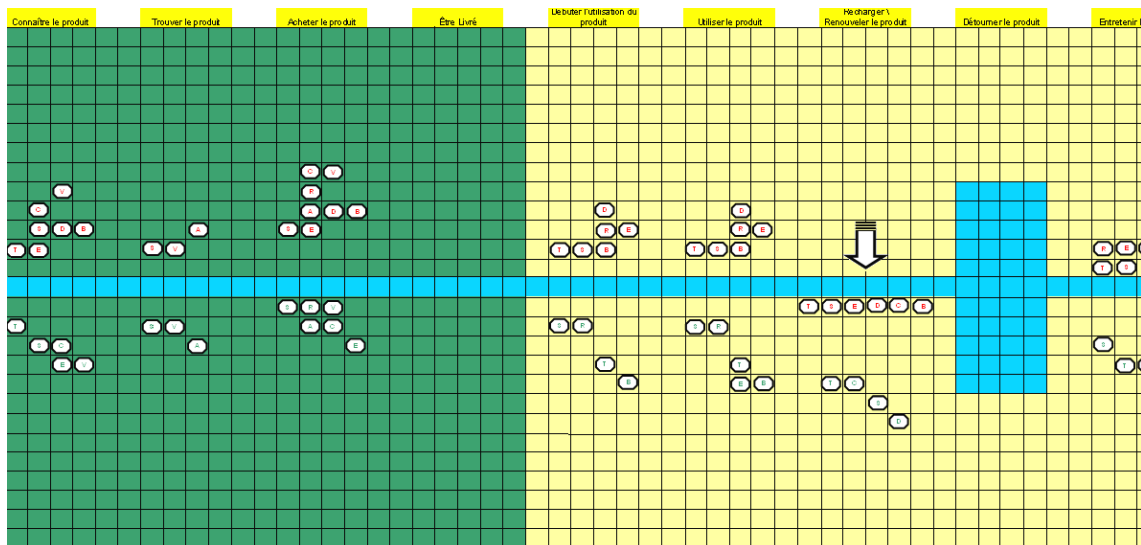 Connaître le produit
Trouver le produit
Acheter le produit
Être Livré
Débuter l'utilisation du
produit
Utiliser le produit
Recharger \
Renouveler le produit
Détourner le produit
Entretenir l
C V
V R
C A D B D D
S D B A S E R E R E
T E S V T S B T S B R E
T S
S R V T S E D C B
T S V A C S R S R
S C A E S
E V T T T
B E B T C
S
D